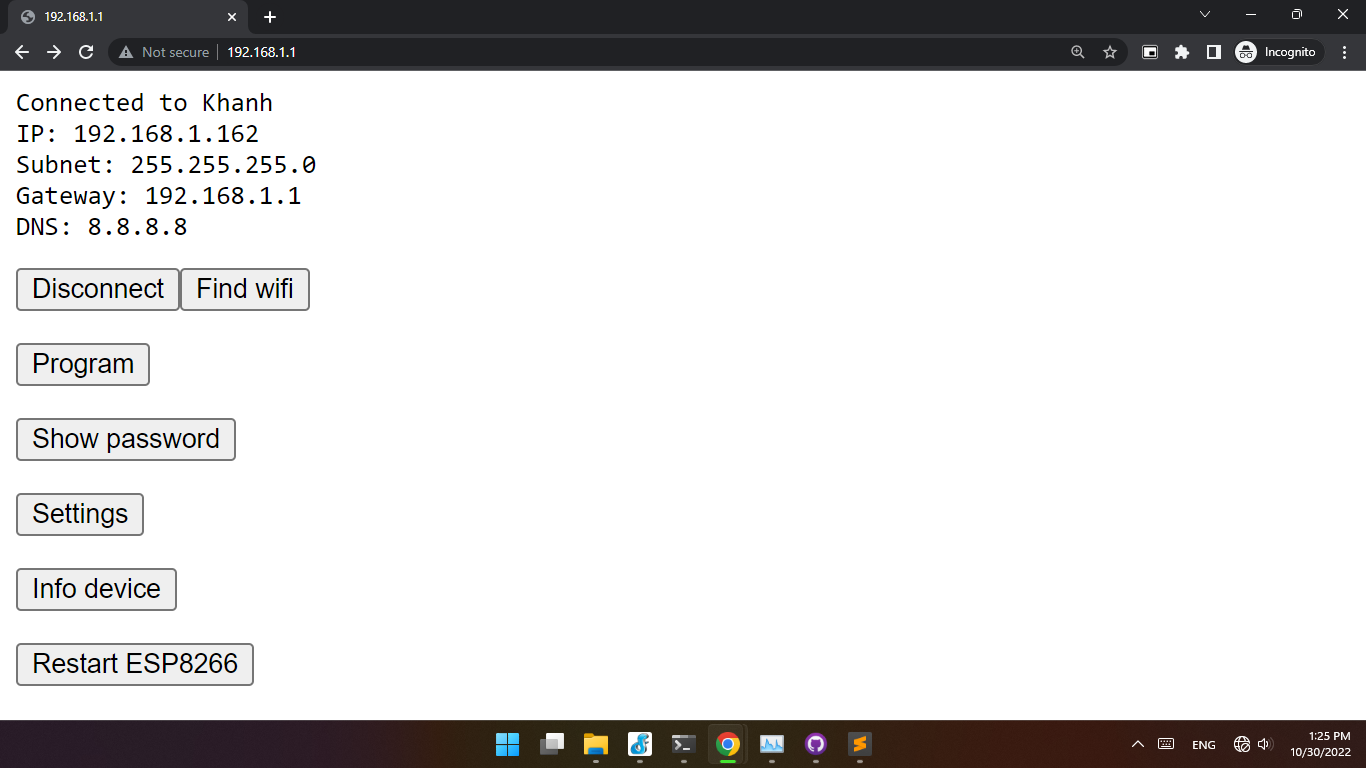 192.168.1.1
Not secure 192.168.1.1 Incognito
Connected to Khanh
IP: 192.168.1.162
Subnet: 255.255.255.0
Gateway: 192.168.1.1
DNS: 8.8.8.8
Disconnect Find wifi
Program
Show password
Settings
Info device
Restart ESP8266
ENG
1:25 PM
10/30/2022